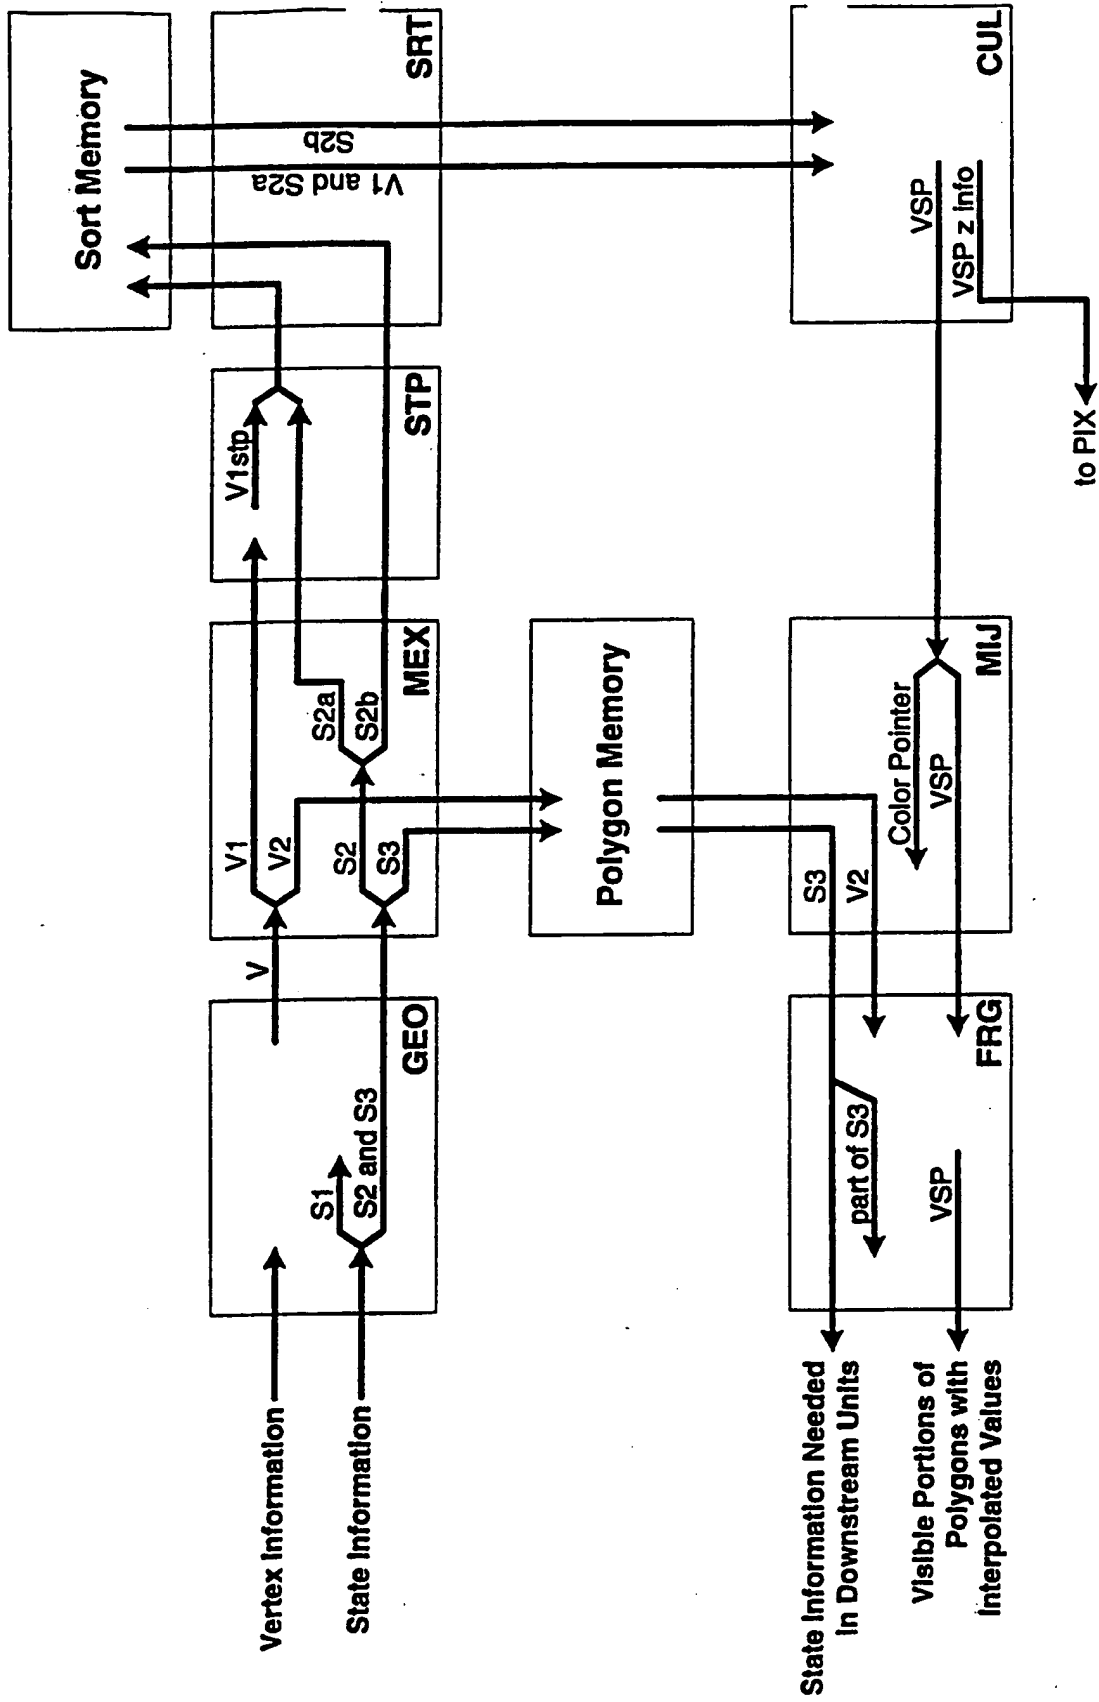 Vertex Information
State Information
GEO
S1
S2 and S3
V
MEX
V1
V2
S2
S3
S2a
S2b
STP
V1stp
SRT
Sort Memory
V1 and S2a
S2b
Polygon Memory
CUL
VSP
VSP z info
to PIX
MIJ
Color Pointer
VSP
S3
V2
FRG
part of S3
VSP
State Information Needed
In Downstream Units
Visible Portions of
Polygons with
Interpolated Values